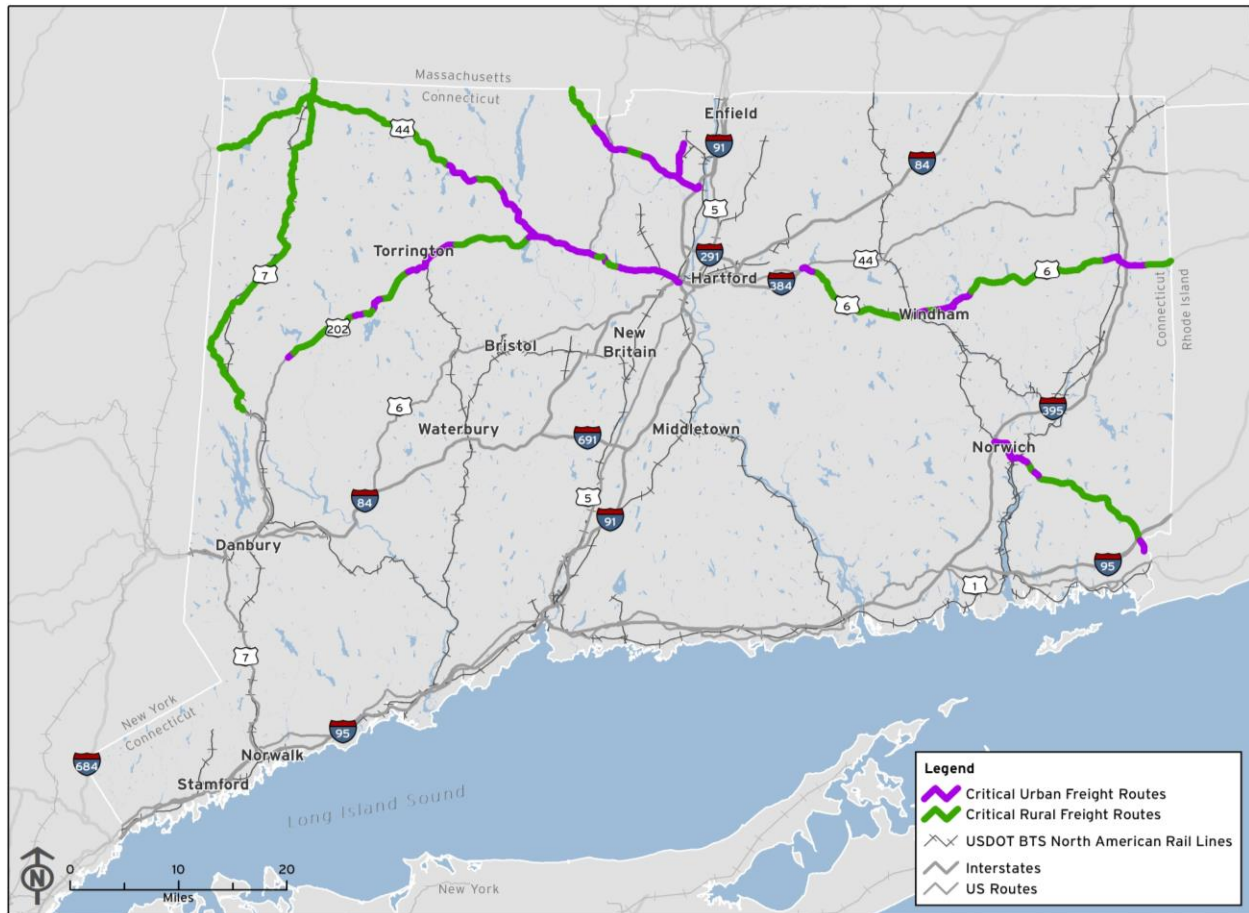 Massachusetts
Connecticut
Enfield
44
91
84
5
Torrington
291
44
7
Hartford
6
384
Connecticut
Rhode Island
6
Windham
202
New
Britain
Bristol
6
395
Waterbury
691
Middletown
Norwich
84
5
91
Danbury
95
1
7
New York
Connecticut
95
684
Norwalk
Stamford
Long Island Sound
Legend
Critical Urban Freight Routes
Critical Rural Freight Routes
USDOT BTS North American Rail Lines
Interstates
US Routes
N
0 10 20
Miles
New York